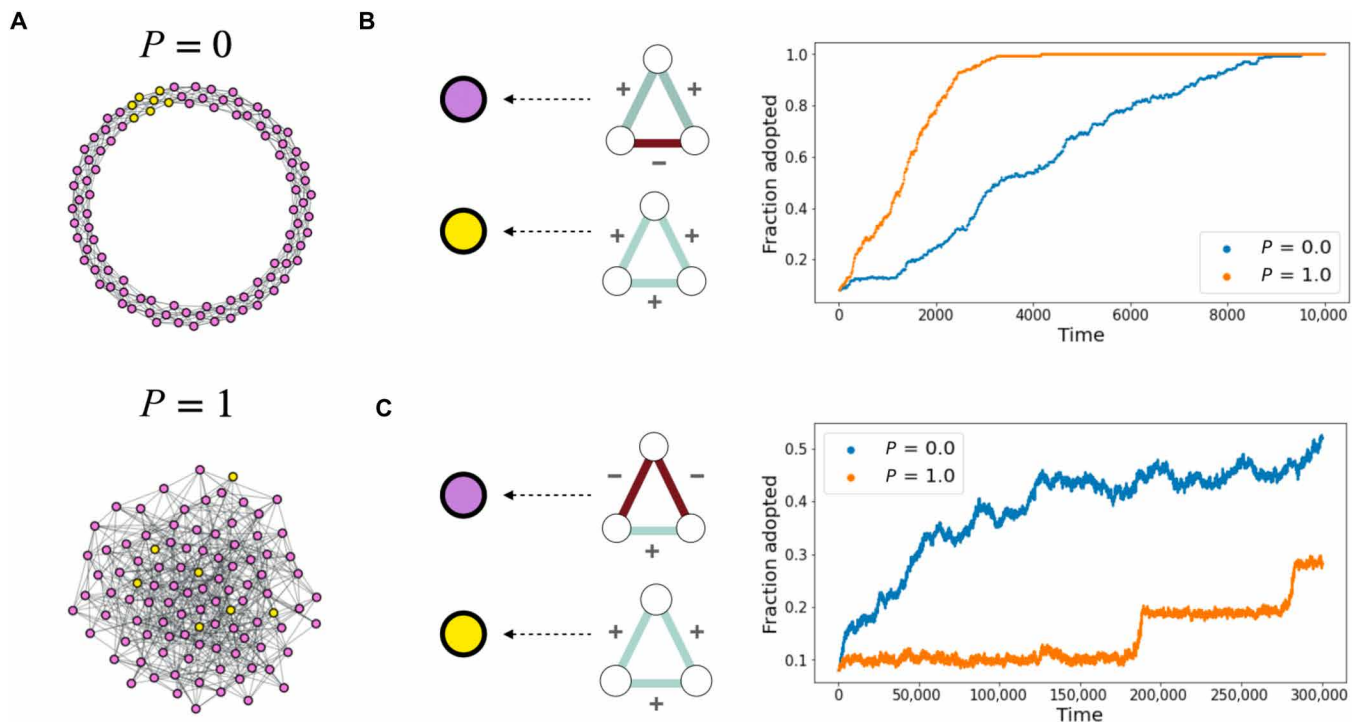 A
P = 0
P = 1
B
+ +
−
+ +
+
Fraction adopted
1.0
0.8
0.6
0.4
0.2
P = 0.0
P = 1.0
0 2000 4000 6000 8000 10,000
Time
C
− −
+
+ +
+
Fraction adopted
0.5
0.4
0.3
0.2
0.1
P = 0.0
P = 1.0
0 50,000 100,000 150,000 200,000 250,000 300,000
Time